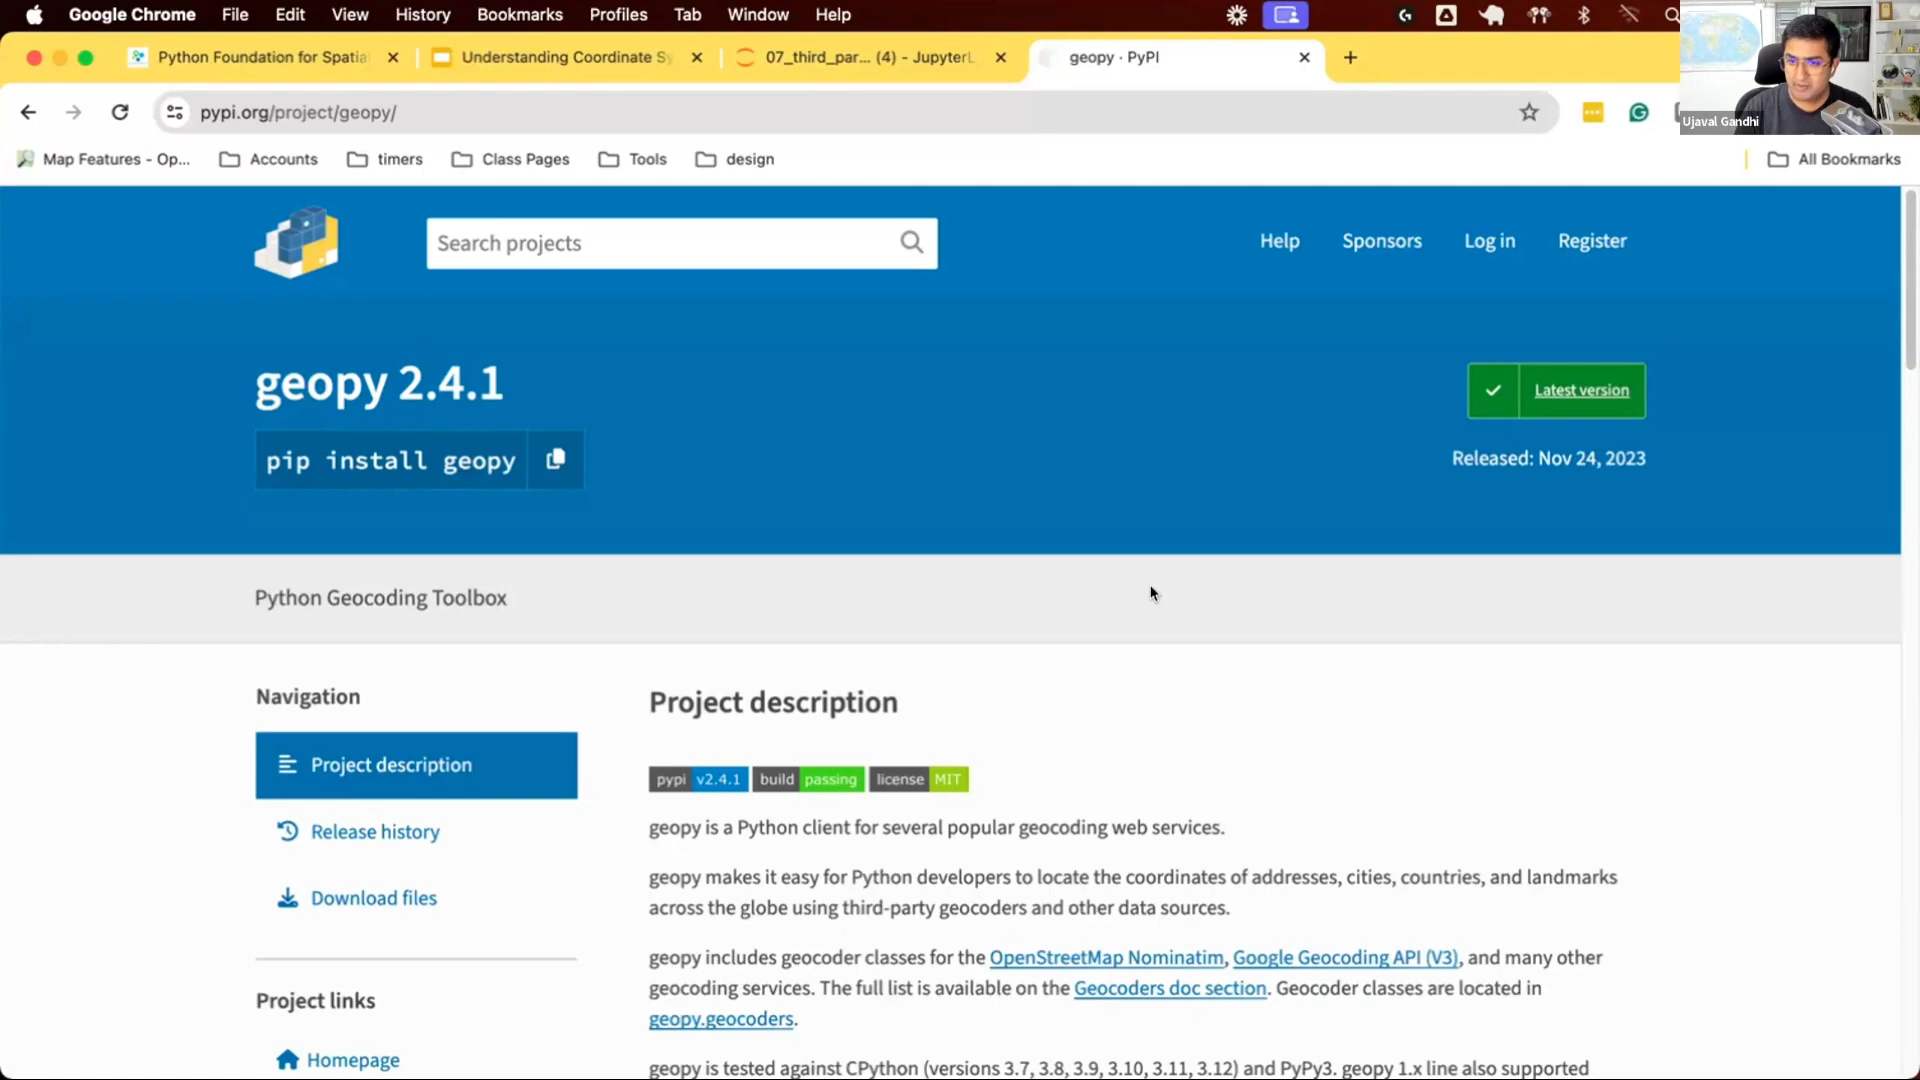 Google Chrome File Edit View History Bookmarks Profiles Tab Window Help
Python Foundation for Spatia
Understanding Coordinate Sy
07_third_par... (4) - JupyterL
geopy · PyPI
pypi.org/project/geopy/
Ujaval Gandhi
Map Features - Op... Accounts timers Class Pages Tools design All Bookmarks
Search projects
Help Sponsors Log in Register
geopy 2.4.1
Latest version
pip install geopy
Released: Nov 24, 2023
Python Geocoding Toolbox
Navigation
Project description
Release history
Download files
Project links
Homepage
Project description
pypi v2.4.1 build passing license MIT
geopy is a Python client for several popular geocoding web services.
geopy makes it easy for Python developers to locate the coordinates of addresses, cities, countries, and landmarks
across the globe using third-party geocoders and other data sources.
geopy includes geocoder classes for the OpenStreetMap Nominatim, Google Geocoding API (V3), and many other
geocoding services. The full list is available on the Geocoders doc section. Geocoder classes are located in
geopy.geocoders.
geopy is tested against CPython (versions 3.7, 3.8, 3.9, 3.10, 3.11, 3.12) and PyPy3. geopy 1.x line also supported